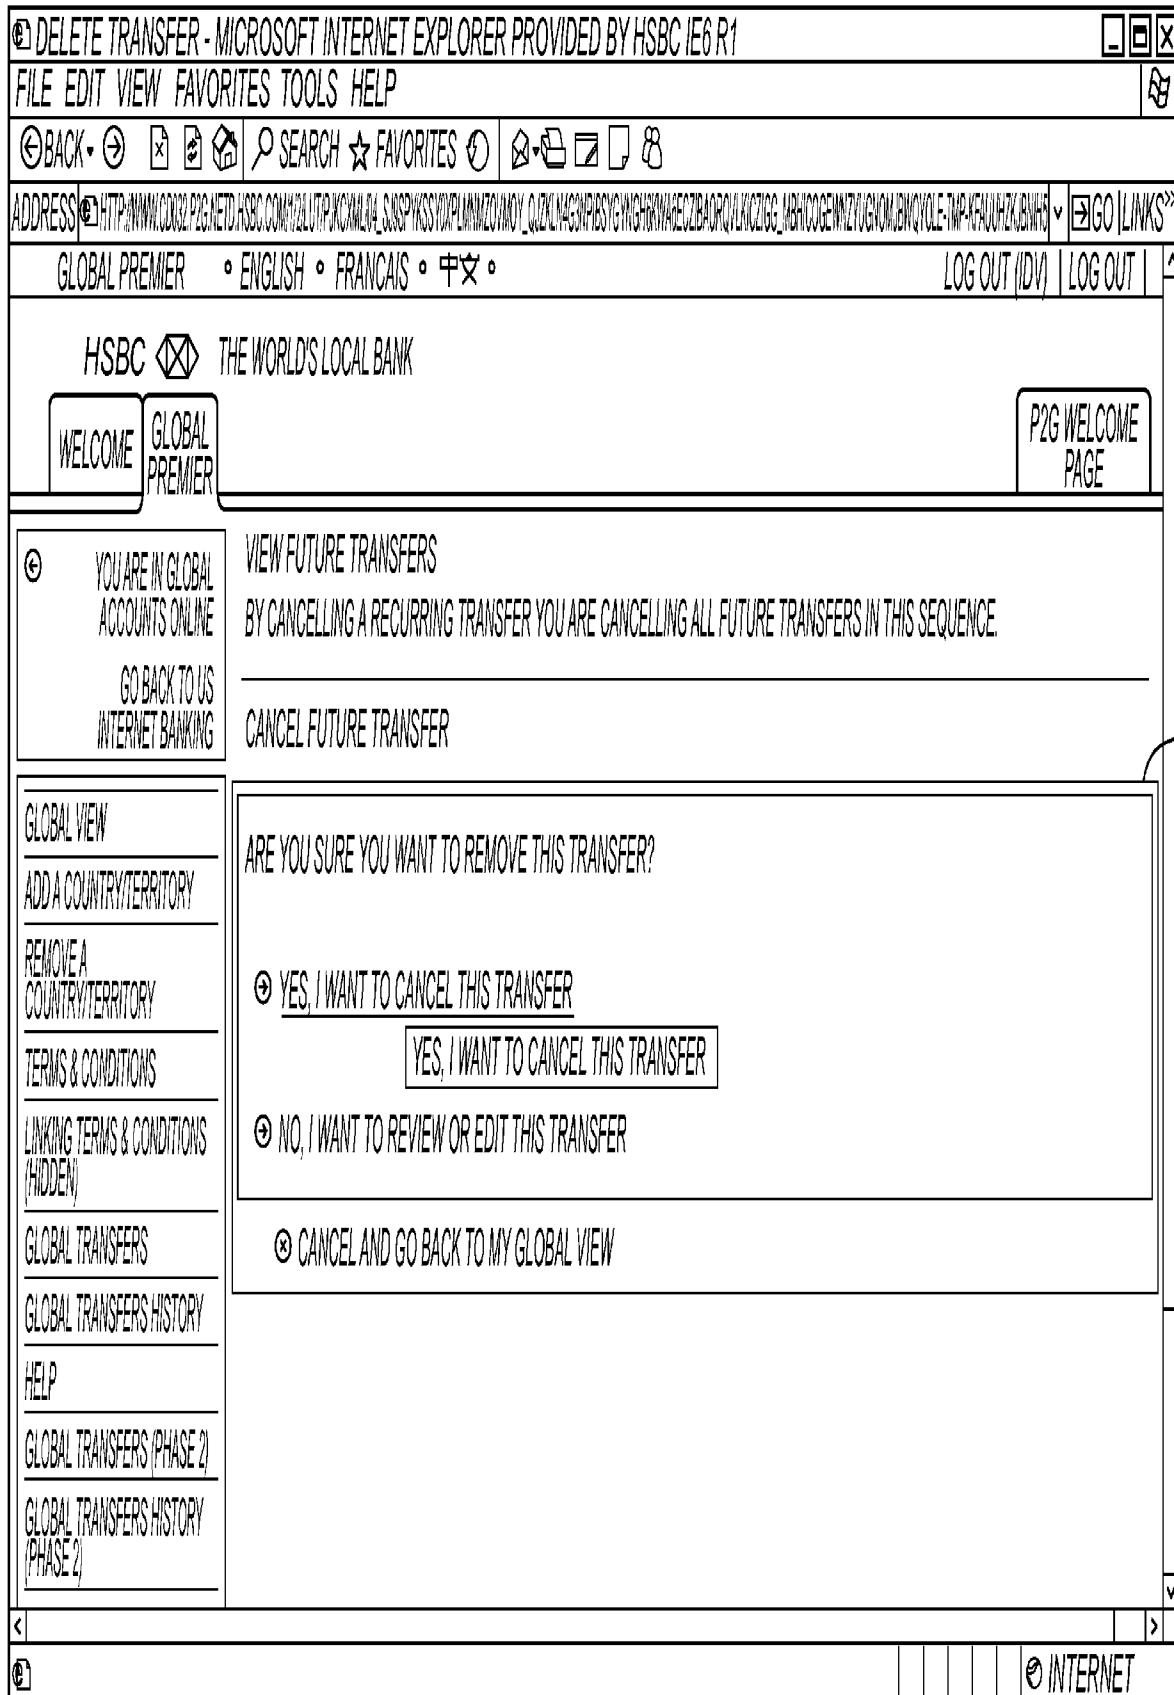 DELETE TRANSFER - MICROSOFT INTERNET EXPLORER PROVIDED BY HSBC IE6 R1
FILE EDIT VIEW FAVORITES TOOLS HELP
BACK SEARCH FAVORITES
ADDRESS GO LINKS»
GLOBAL PREMIER • ENGLISH • FRANCAIS • 中文 • LOG OUT (IDV) | LOG OUT |
HSBC THE WORLD'S LOCAL BANK
WELCOME
GLOBAL
PREMIER
P2G WELCOME
PAGE
YOU ARE IN GLOBAL
ACCOUNTS ONLINE
GO BACK TO US
INTERNET BANKING
VIEW FUTURE TRANSFERS
BY CANCELLING A RECURRING TRANSFER YOU ARE CANCELLING ALL FUTURE TRANSFERS IN THIS SEQUENCE.
CANCEL FUTURE TRANSFER
GLOBAL VIEW
ADD A COUNTRY/TERRITORY
REMOVE A
COUNTRY/TERRITORY
TERMS & CONDITIONS
LINKING TERMS & CONDITIONS
(HIDDEN)
GLOBAL TRANSFERS
GLOBAL TRANSFERS HISTORY
HELP
GLOBAL TRANSFERS (PHASE 2)
GLOBAL TRANSFERS HISTORY
(PHASE 2)
ARE YOU SURE YOU WANT TO REMOVE THIS TRANSFER?
YES, I WANT TO CANCEL THIS TRANSFER
YES, I WANT TO CANCEL THIS TRANSFER
NO, I WANT TO REVIEW OR EDIT THIS TRANSFER
CANCEL AND GO BACK TO MY GLOBAL VIEW
INTERNET